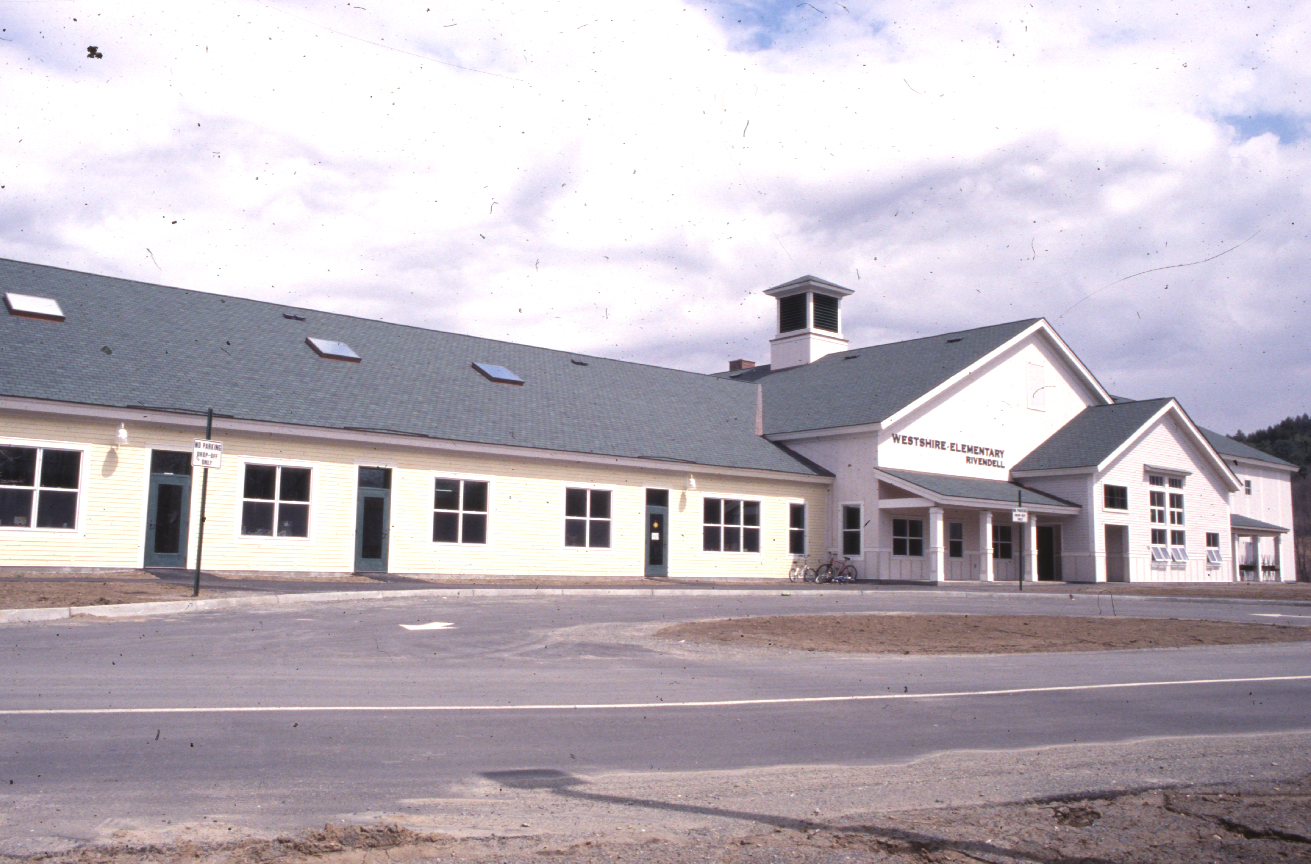 NO PARKING
DROP-OFF
ONLY
WESTSHIRE-ELEMENTARY
RIVENDELL